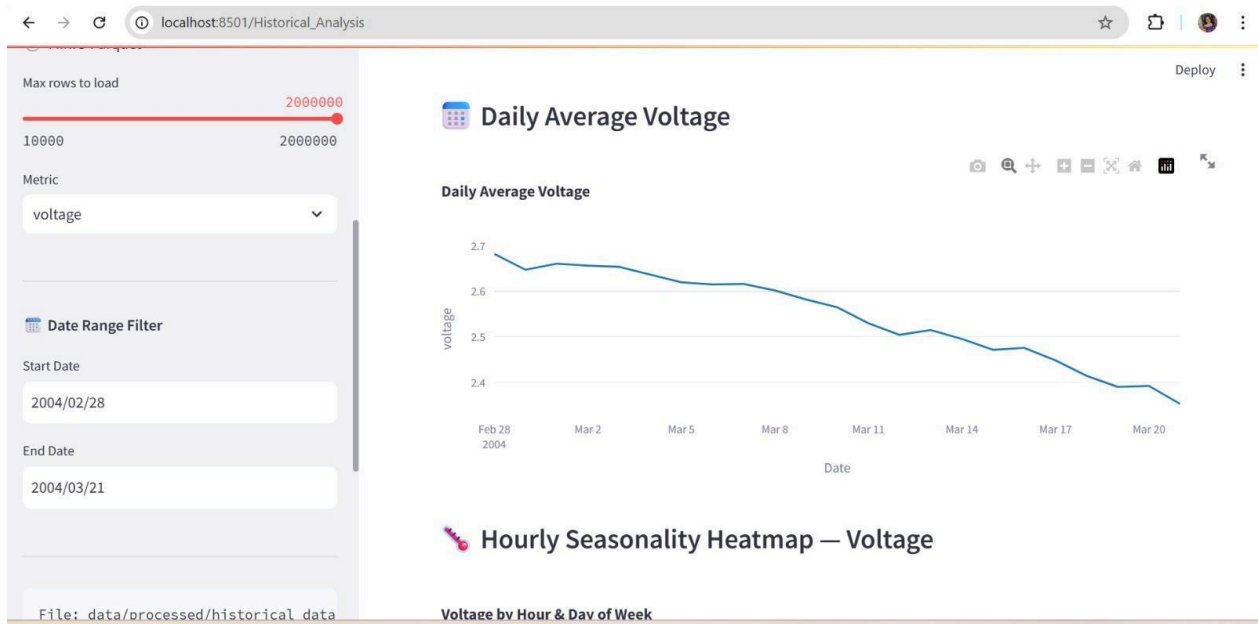 localhost:8501/Historical_Analysis
Deploy
Max rows to load
2000000
10000 2000000
Metric
voltage
Date Range Filter
Start Date
2004/02/28
End Date
2004/03/21
File: data/processed/historical_data
Daily Average Voltage
Daily Average Voltage
2.7
2.6
2.5
2.4
voltage
Feb 28 Mar 2 Mar 5 Mar 8 Mar 11 Mar 14 Mar 17 Mar 20
2004
Date
Hourly Seasonality Heatmap — Voltage
Voltage by Hour & Day of Week